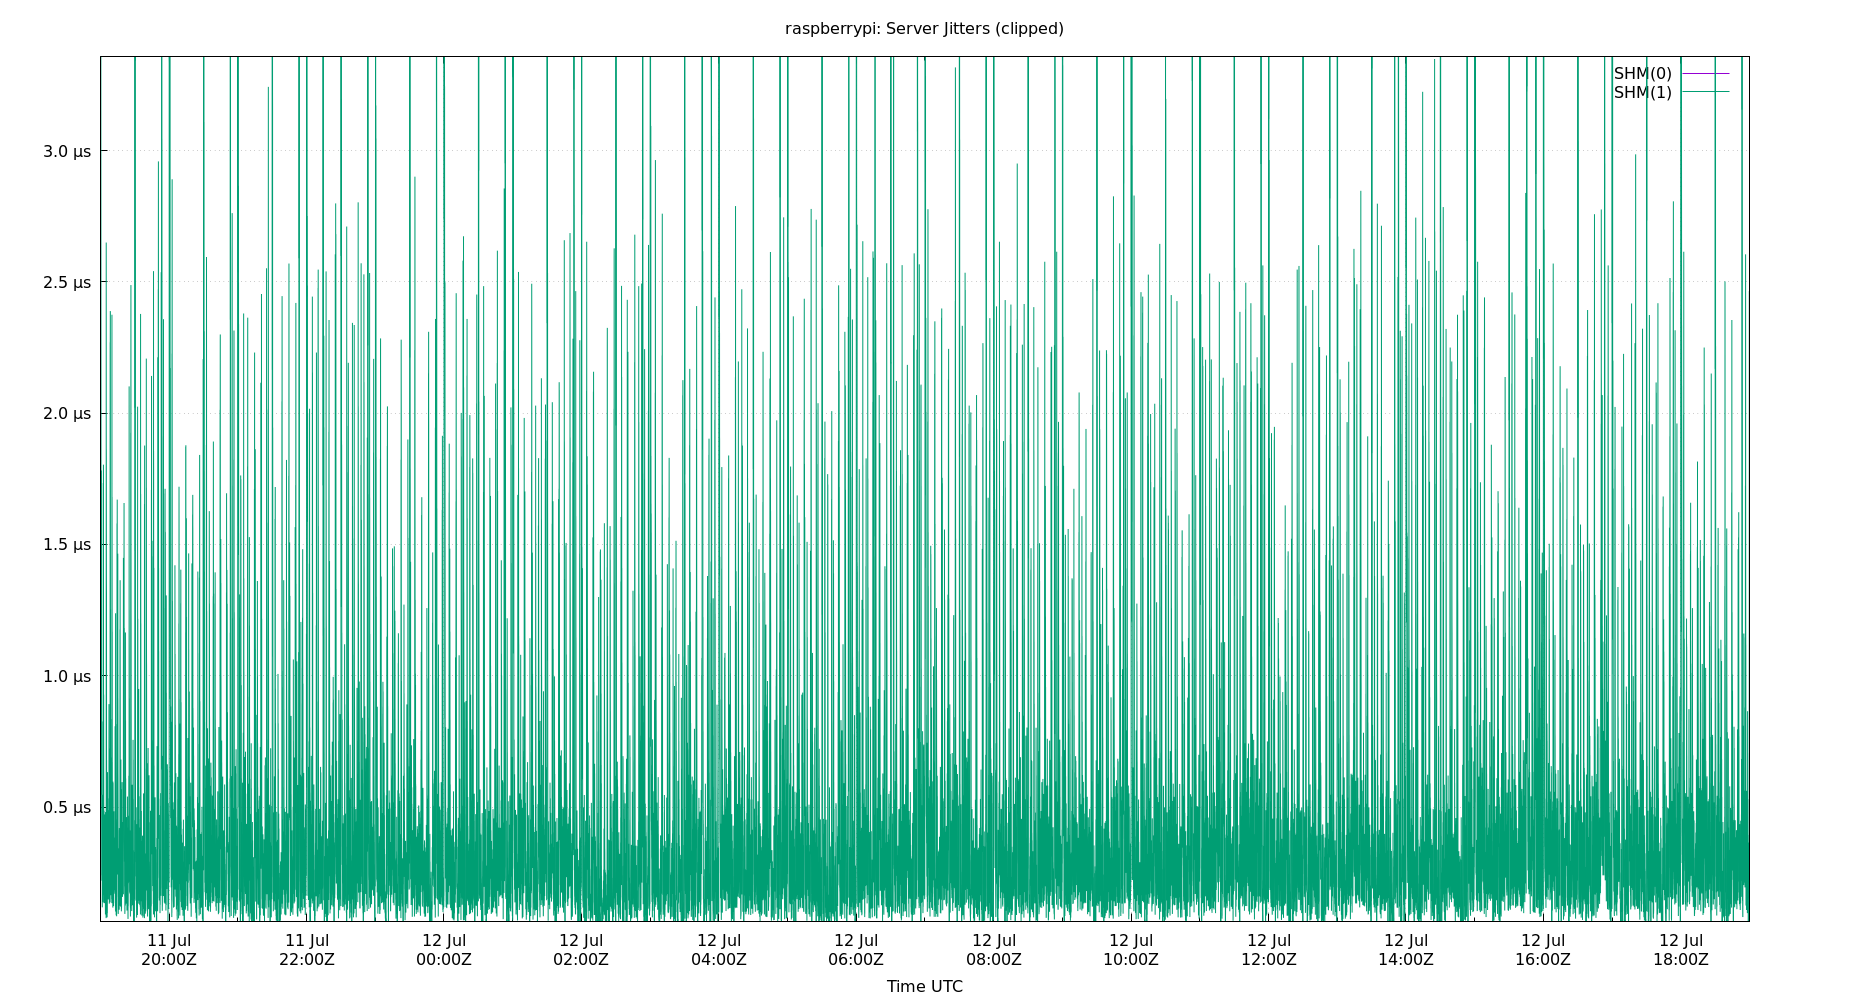 raspberrypi: Server Jitters (clipped)
SHM(0)
SHM(1)
3.0 µs
2.5 µs
2.0 µs
1.5 µs
1.0 µs
0.5 µs
11 Jul 11 Jul 12 Jul 12 Jul 12 Jul 12 Jul 12 Jul 12 Jul 12 Jul 12 Jul 12 Jul 12 Jul
20:00Z 22:00Z 00:00Z 02:00Z 04:00Z 06:00Z 08:00Z 10:00Z 12:00Z 14:00Z 16:00Z 18:00Z
Time UTC